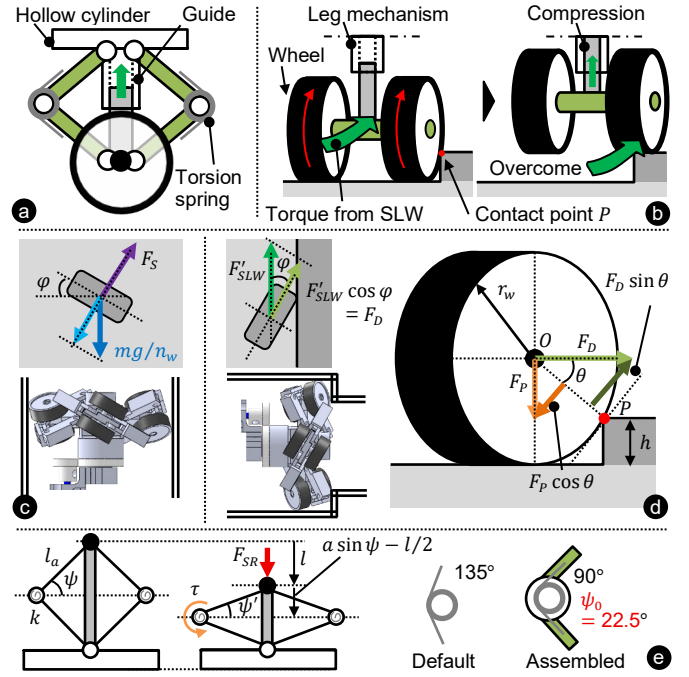 Hollow cylinder
Guide
Torsion
spring
a
Leg mechanism
Wheel
Torque from SLW
Contact point P
Compression
Overcome
b
φ
F_S
mg/n_w
c
F'_SLW
φ
F'_SLW cos φ
= F_D
r_w
O
F_D
F_D sin θ
F_P
θ
P
h
F_P cos θ
d
l_a
ψ
k
F_SR
l
a sin ψ − l/2
τ
ψ'
135°
Default
90°
ψ_0
= 22.5°
Assembled
e